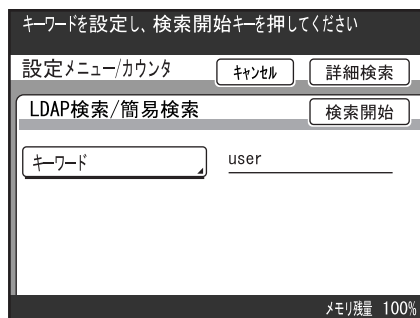 キーワードを設定し、検索開始キーを押してください
設定メニュー/カウンタ キャンセル 詳細検索
LDAP検索/簡易検索 検索開始
キーワード user
メモリ残量 100%